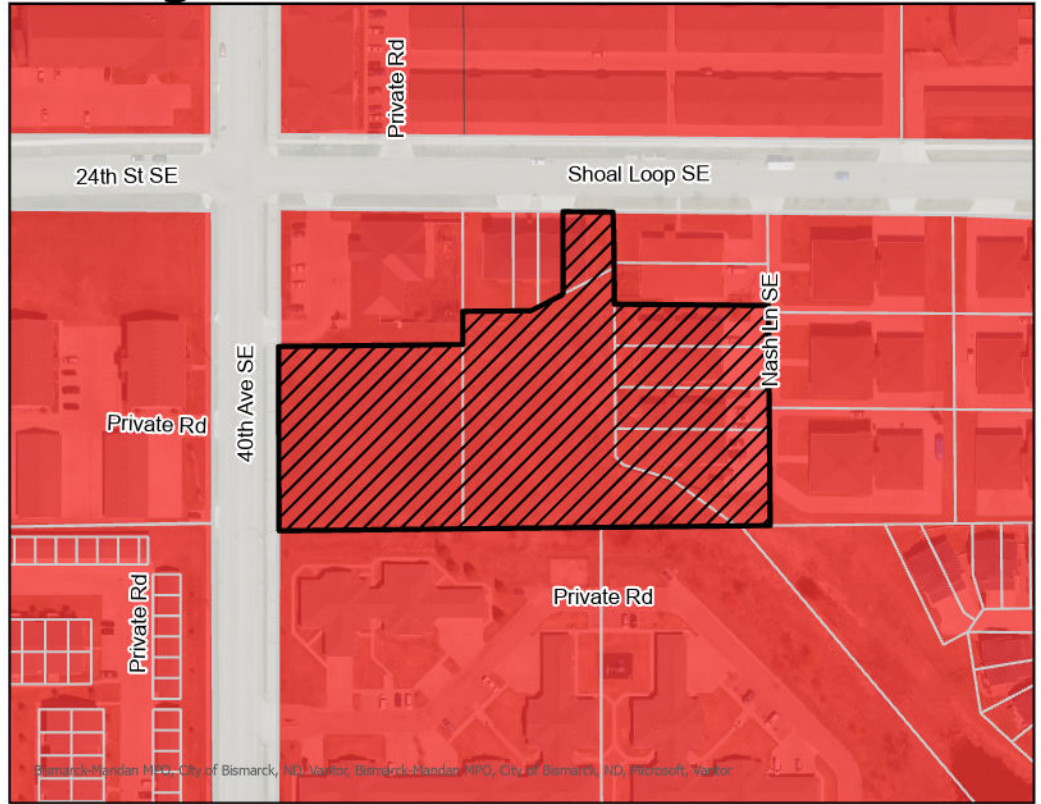 Private Rd
24th St SE
Shoal Loop SE
Nash Ln SE
40th Ave SE
Private Rd
Private Rd
Private Rd
Bismarck-Mandan MPO, City of Bismarck, ND, Vantor, Bismarck-Mandan MPO, City of Bismarck, ND, Microsoft, Vantor